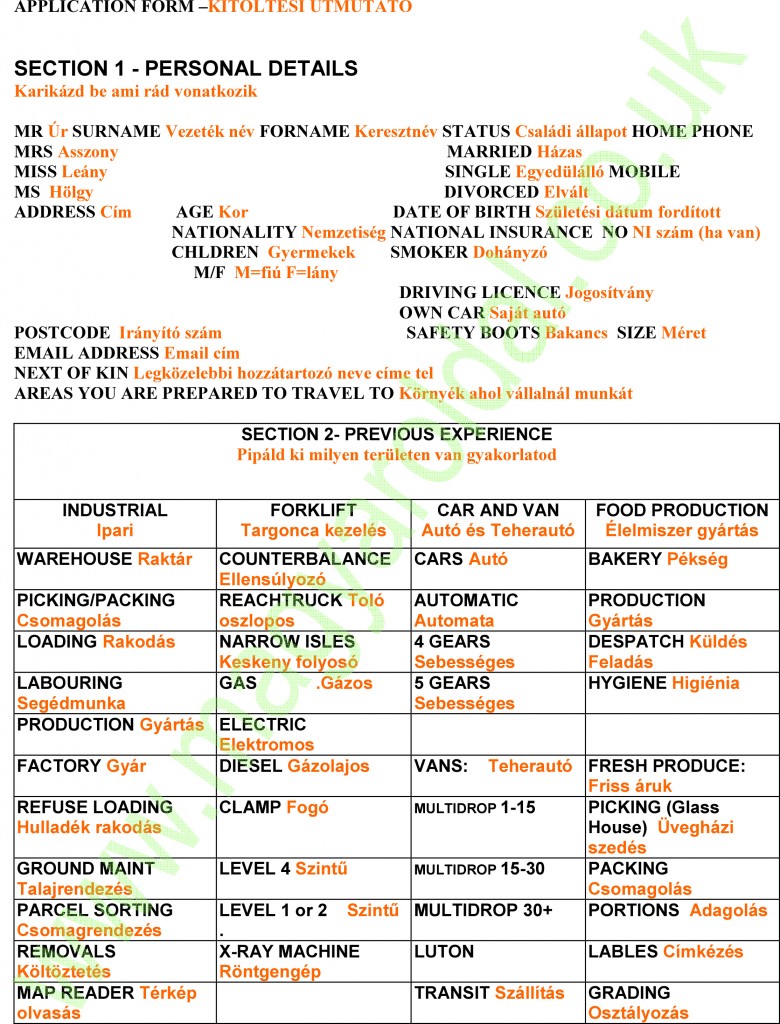 APPLICATION FORM –KITÖLTÉSI ÚTMUTATÓ
SECTION 1 - PERSONAL DETAILS
Karikázd be ami rád vonatkozik
MR Úr SURNAME Vezeték név FORNAME Keresztnév STATUS Családi állapot HOME PHONE
MRS Asszony MARRIED Házas
MISS Leány SINGLE Egyedülálló MOBILE
MS Hölgy DIVORCED Elvált
ADDRESS Cím AGE Kor DATE OF BIRTH Születési dátum fordított
NATIONALITY Nemzetiség NATIONAL INSURANCE NO NI szám (ha van)
CHLDREN Gyermekek SMOKER Dohányzó
M/F M=fiú F=lány
DRIVING LICENCE Jogosítvány
OWN CAR Saját autó
POSTCODE Irányító szám SAFETY BOOTS Bakancs SIZE Méret
EMAIL ADDRESS Email cím
NEXT OF KIN Legközelebbi hozzátartozó neve címe tel
AREAS YOU ARE PREPARED TO TRAVEL TO Környék ahol vállalnál munkát
SECTION 2- PREVIOUS EXPERIENCE
Pipáld ki milyen területen van gyakorlatod
INDUSTRIAL FORKLIFT CAR AND VAN FOOD PRODUCTION
Ipari Targonca kezelés Autó és Teherautó Élelmiszer gyártás
WAREHOUSE Raktár COUNTERBALANCE CARS Autó BAKERY Pékség
Ellensúlyozó
PICKING/PACKING REACHTRUCK Toló AUTOMATIC PRODUCTION
Csomagolás oszlopos Automata Gyártás
LOADING Rakodás NARROW ISLES 4 GEARS DESPATCH Küldés
Keskeny folyosó Sebességes Feladás
LABOURING GAS .Gázos 5 GEARS HYGIENE Higiénia
Segédmunka Sebességes
PRODUCTION Gyártás ELECTRIC
Elektromos
FACTORY Gyár DIESEL Gázolajos VANS: Teherautó FRESH PRODUCE:
Friss áruk
REFUSE LOADING CLAMP Fogó MULTIDROP 1-15 PICKING (Glass
Hulladék rakodás House) Üvegházi
szedés
GROUND MAINT LEVEL 4 Szintű MULTIDROP 15-30 PACKING
Talajrendezés Csomagolás
PARCEL SORTING LEVEL 1 or 2 Szintű MULTIDROP 30+ PORTIONS Adagolás
Csomagrendezés .
REMOVALS X-RAY MACHINE LUTON LABLES Címkézés
Költöztetés Röntgengép
MAP READER Térkép TRANSIT Szállítás GRADING
olvasás Osztályozás
www.magyaroldal.co.uk